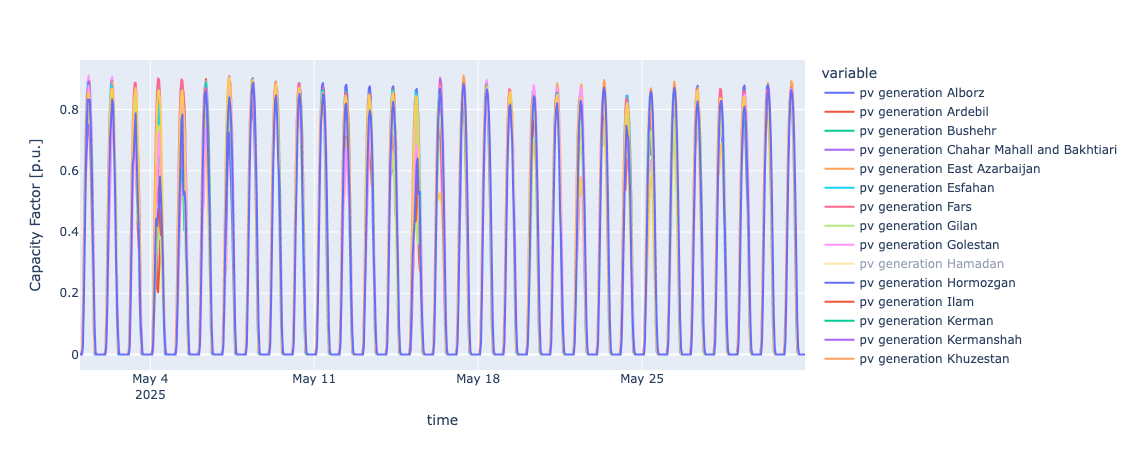 variable
pv generation Alborz
pv generation Ardebil
pv generation Bushehr
pv generation Chahar Mahall and Bakhtiari
pv generation East Azarbaijan
pv generation Esfahan
pv generation Fars
pv generation Gilan
pv generation Golestan
pv generation Hamadan
pv generation Hormozgan
pv generation Ilam
pv generation Kerman
pv generation Kermanshah
pv generation Khuzestan
Capacity Factor [p.u.]
0.8
0.6
0.4
0.2
0
May 4
2025
May 11
May 18
May 25
time